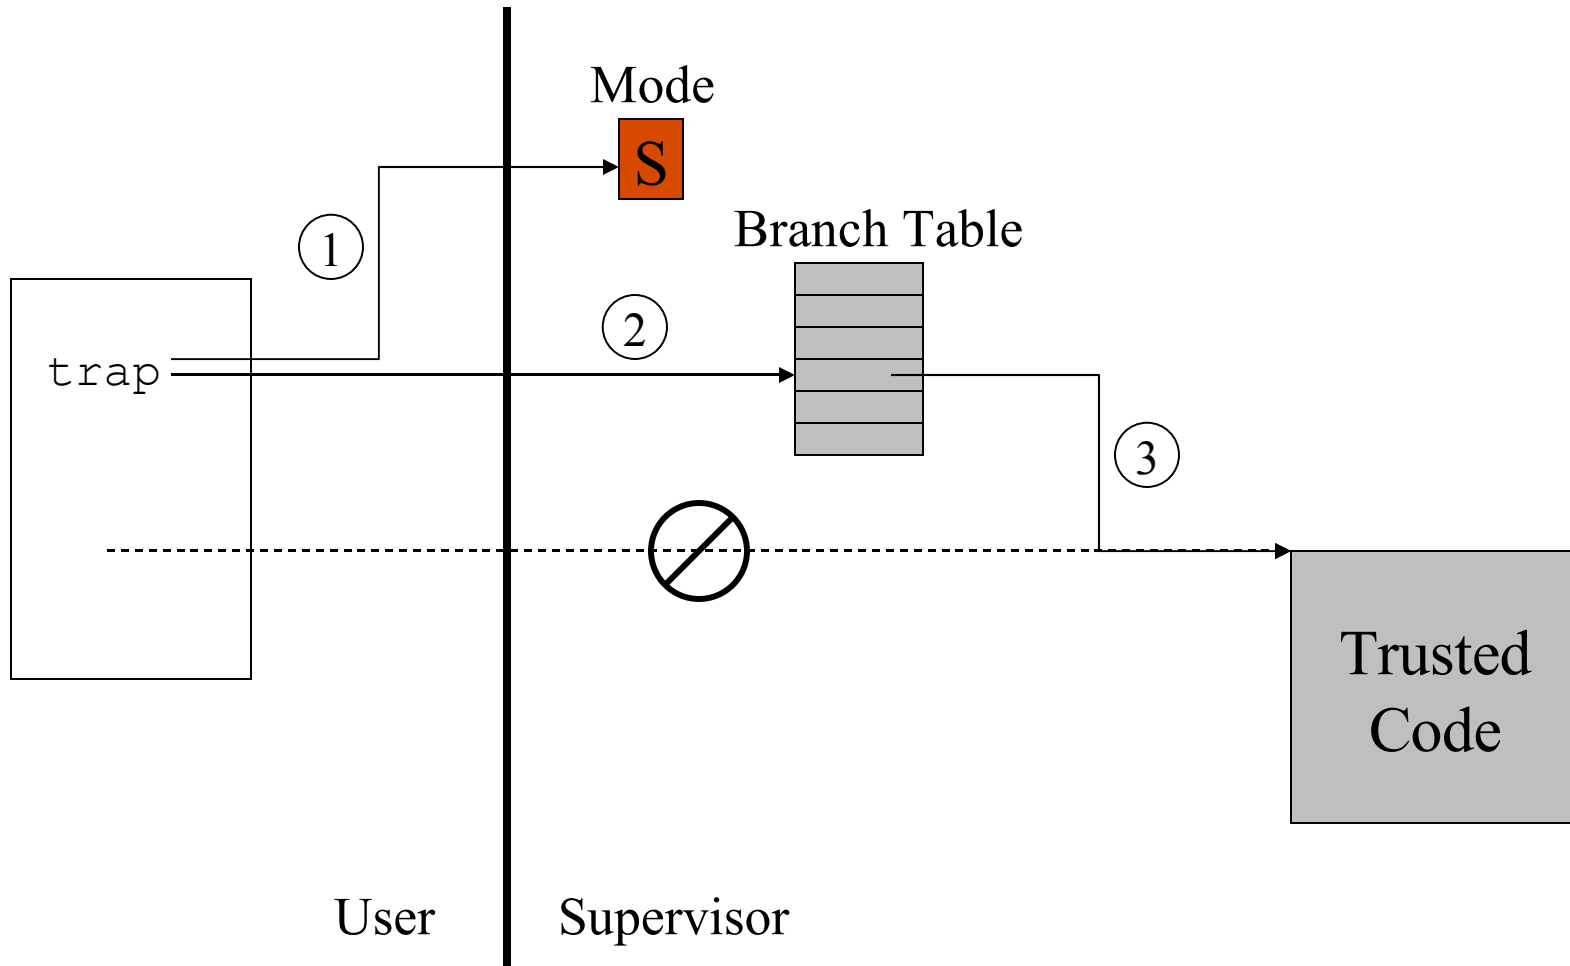 Mode
S
Branch Table
1
2
trap
3
Trusted
Code
User
Supervisor